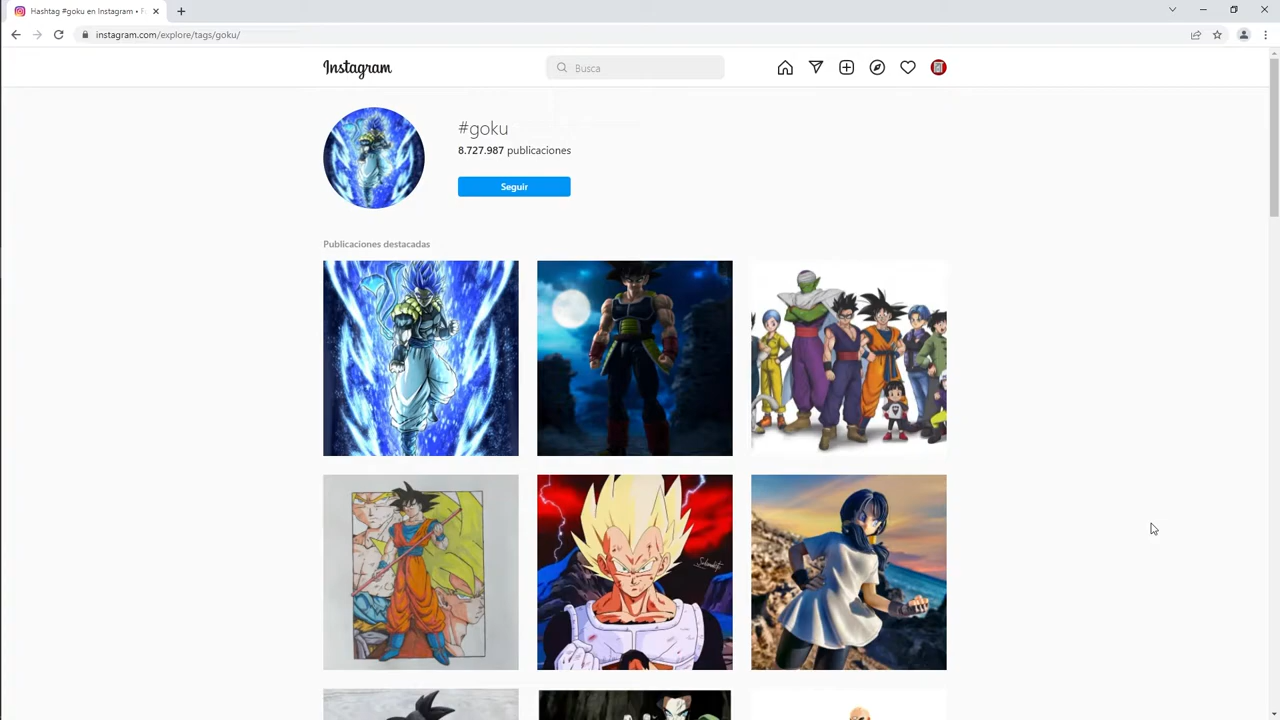 Hashtag #goku en Instagram • F
instagram.com/explore/tags/goku/
Instagram
Busca
#goku
8.727.987 publicaciones
Seguir
Publicaciones destacadas